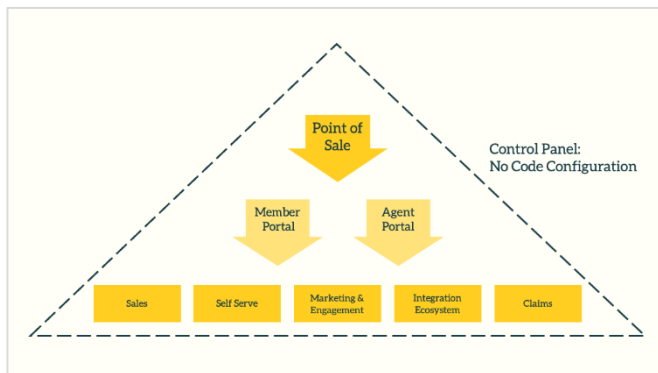 Point of
Sale
Control Panel:
No Code Configuration
Member
Portal
Agent
Portal
Sales
Self Serve
Marketing &
Engagement
Integration
Ecosystem
Claims